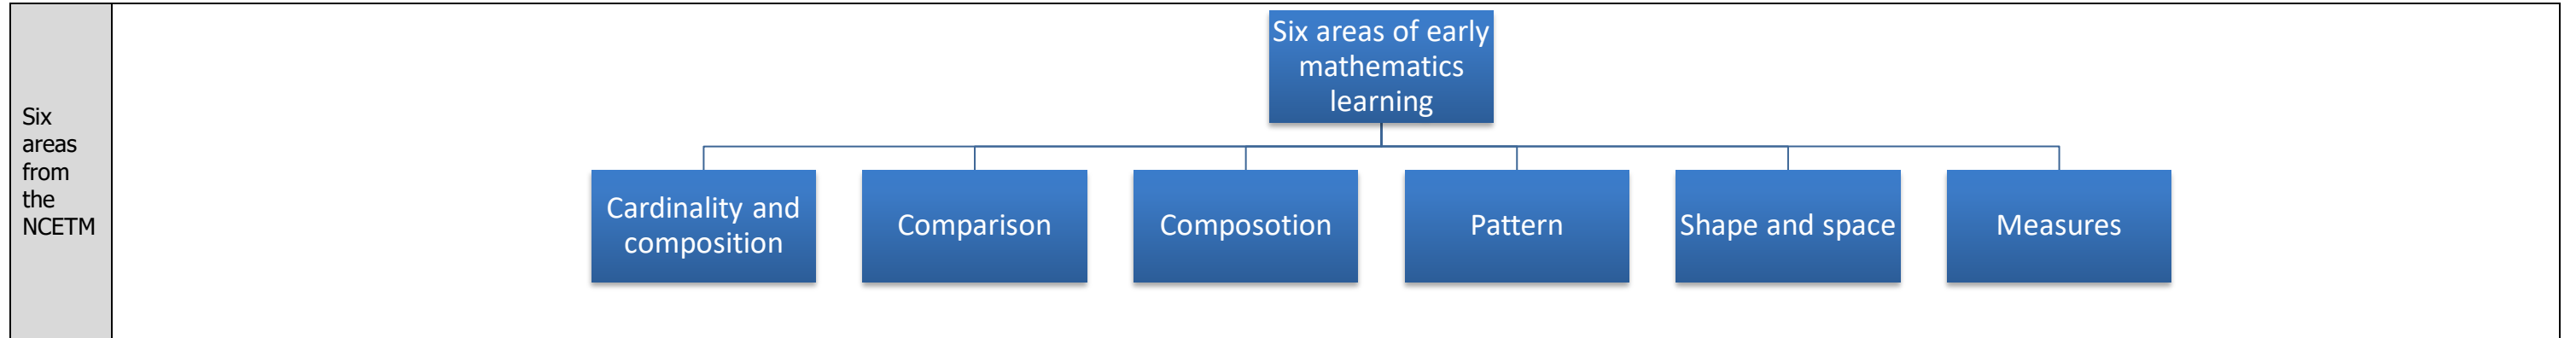 Six
areas
from
the
NCETM
Six areas of early
mathematics
learning
Cardinality and
composition
Comparison
Composotion
Pattern
Shape and space
Measures